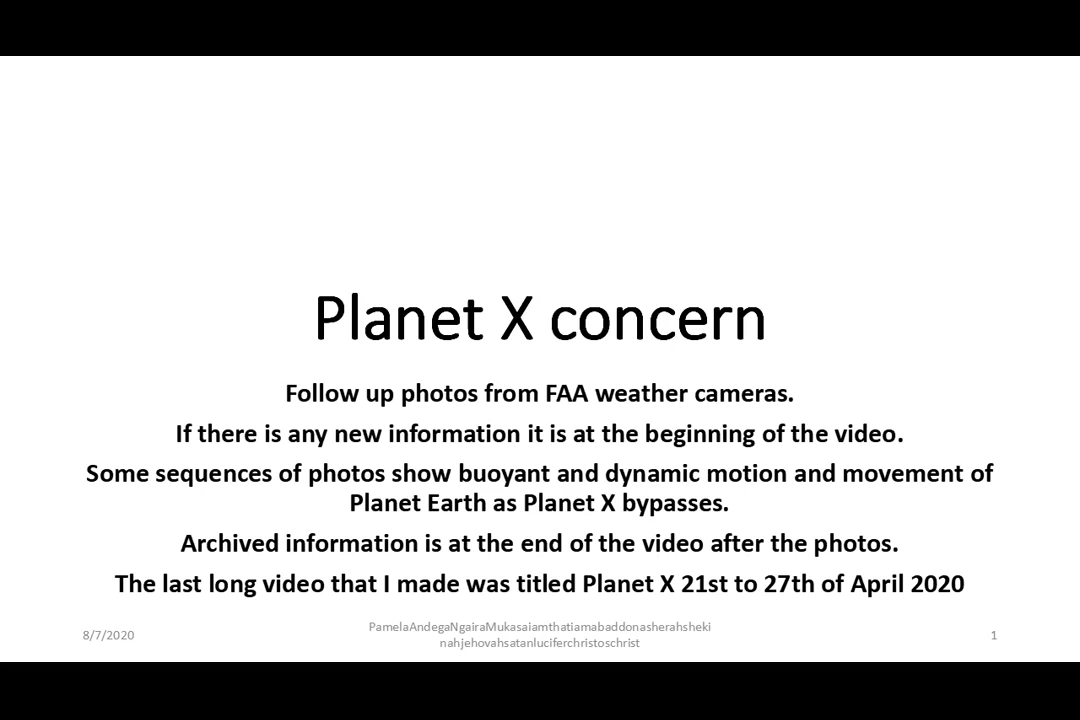 Planet X concern
Follow up photos from FAA weather cameras.
If there is any new information it is at the beginning of the video.
Some sequences of photos show buoyant and dynamic motion and movement of
Planet Earth as Planet X bypasses.
Archived information is at the end of the video after the photos.
The last long video that I made was titled Planet X 21st to 27th of April 2020
8/7/2020
PamelaAndegaNgairaMukasaiamthatiamabaddonasherahsheki
nahjehovahsatanluciferchristoschrist
1